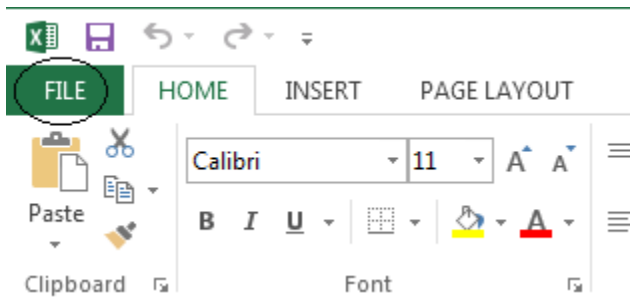 FILE HOME INSERT PAGE LAYOUT
Calibri 11 A A
Paste B I U A
Clipboard Font